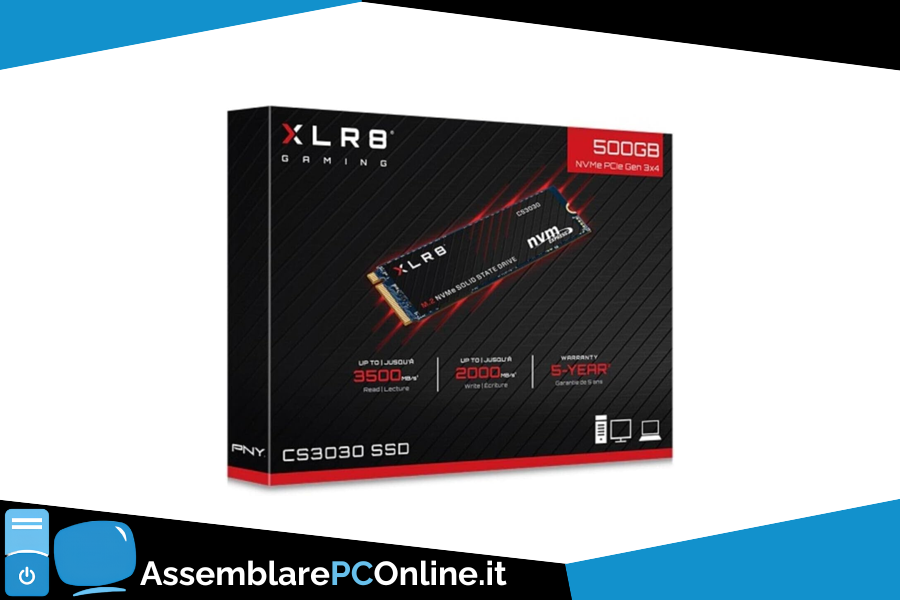 XLR8®
GAMING
500GB
NVMe PCIe Gen 3x4
CS3030
nvm
EXPRESS
XLR8®
M.2 NVMe SOLID STATE DRIVE
UP TO | JUSQU'À
3500MB/s*
Read | Lecture
UP TO | JUSQU'À
2000MB/s*
Write | Écriture
WARRANTY
5-YEAR†
Garantie de 5 ans
PNY
CS3030 SSD
AssemblarePCOnline.it